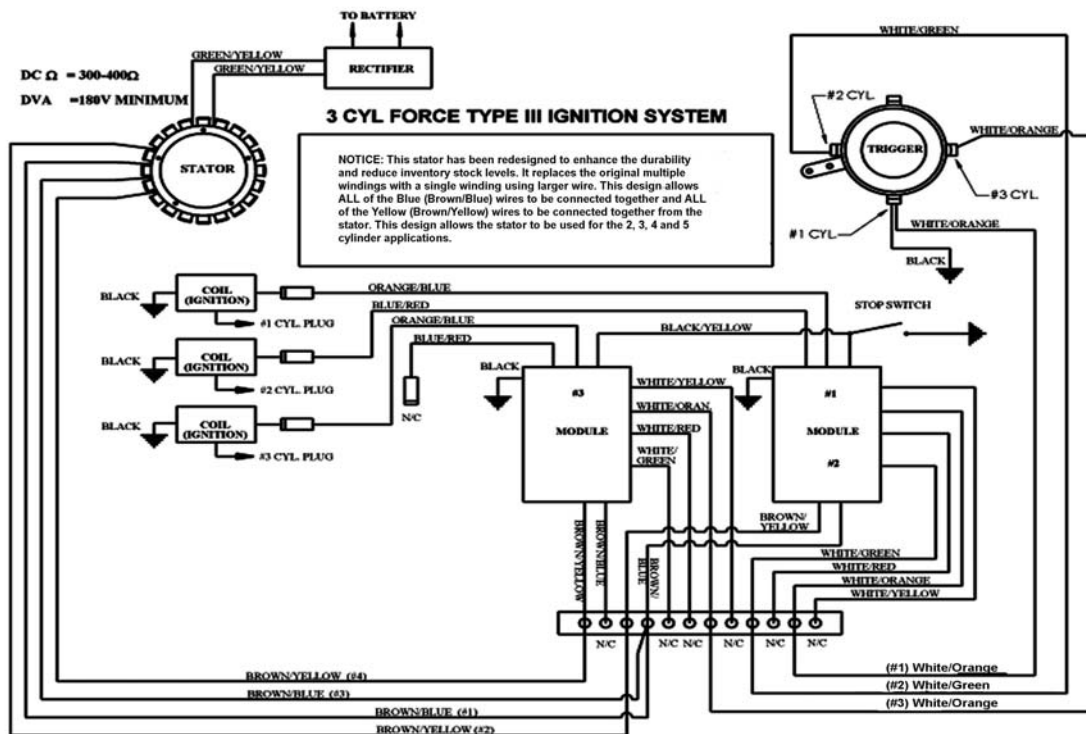 TO BATTERY
WHITE/GREEN
GREEN/YELLOW
GREEN/YELLOW
RECTIFIER
DC Ω = 300-400Ω
DVA =180V MINIMUM
3 CYL FORCE TYPE III IGNITION SYSTEM
#2 CYL.
WHITE/ORANGE
TRIGGER
STATOR
NOTICE: This stator has been redesigned to enhance the durability
and reduce inventory stock levels. It replaces the original multiple
windings with a single winding using larger wire. This design allows
ALL of the Blue (Brown/Blue) wires to be connected together and ALL
of the Yellow (Brown/Yellow) wires to be connected together from the
stator. This design allows the stator to be used for the 2, 3, 4 and 5
cylinder applications.
#3 CYL.
#1 CYL.
WHITE/ORANGE
BLACK
BLACK
COIL
(IGNITION)
ORANGE/BLUE
#1 CYL. PLUG
BLUE/RED
ORANGE/BLUE
STOP SWITCH
BLACK/YELLOW
BLACK
COIL
(IGNITION)
BLUE/RED
#2 CYL. PLUG
N/C
BLACK
BLACK
#3
MODULE
WHITE/YELLOW
WHITE/ORAN.
WHITE/RED
WHITE/
GREEN
#1
MODULE
#2
BLACK
COIL
(IGNITION)
#3 CYL. PLUG
BROWN/YELLOW
BROWN/BLUE
BROWN/
YELLOW
BROWN/
BLUE
WHITE/GREEN
WHITE/RED
WHITE/ORANGE
WHITE/YELLOW
N/C
N/C
N/C
N/C
N/C
N/C
BROWN/YELLOW (#4)
BROWN/BLUE (#3)
BROWN/BLUE (#1)
BROWN/YELLOW (#2)
(#1) White/Orange
(#2) White/Green
(#3) White/Orange